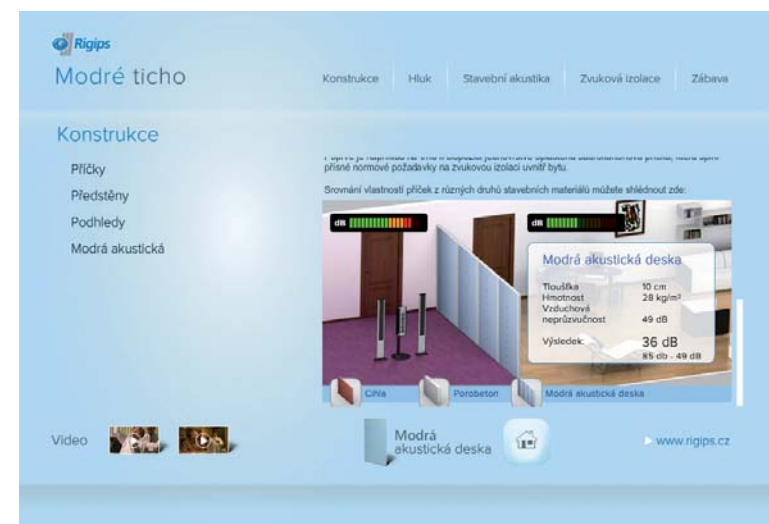 Rigips
Modré ticho
Konstrukce
Hluk
Stavební akustika
Zvuková izolace
Zábava
Konstrukce
Příčky
Předstěny
Podhledy
Modrá akustická
přísné normové požadavky na zvukovou izolaci uvnitř bytu.
Srovnání vlastností příček z různých druhů stavebních materiálů můžete shlédnout zde:
dB
dB
Modrá akustická deska
Tloušťka 10 cm
Hmotnost 28 kg/m²
Vzduchová
neprůzvučnost 49 dB
Výsledek: 36 dB
85 db - 49 dB
Cihla
Porobeton
Modrá akustická deska
Video
Modrá
akustická deska
www.rigips.cz